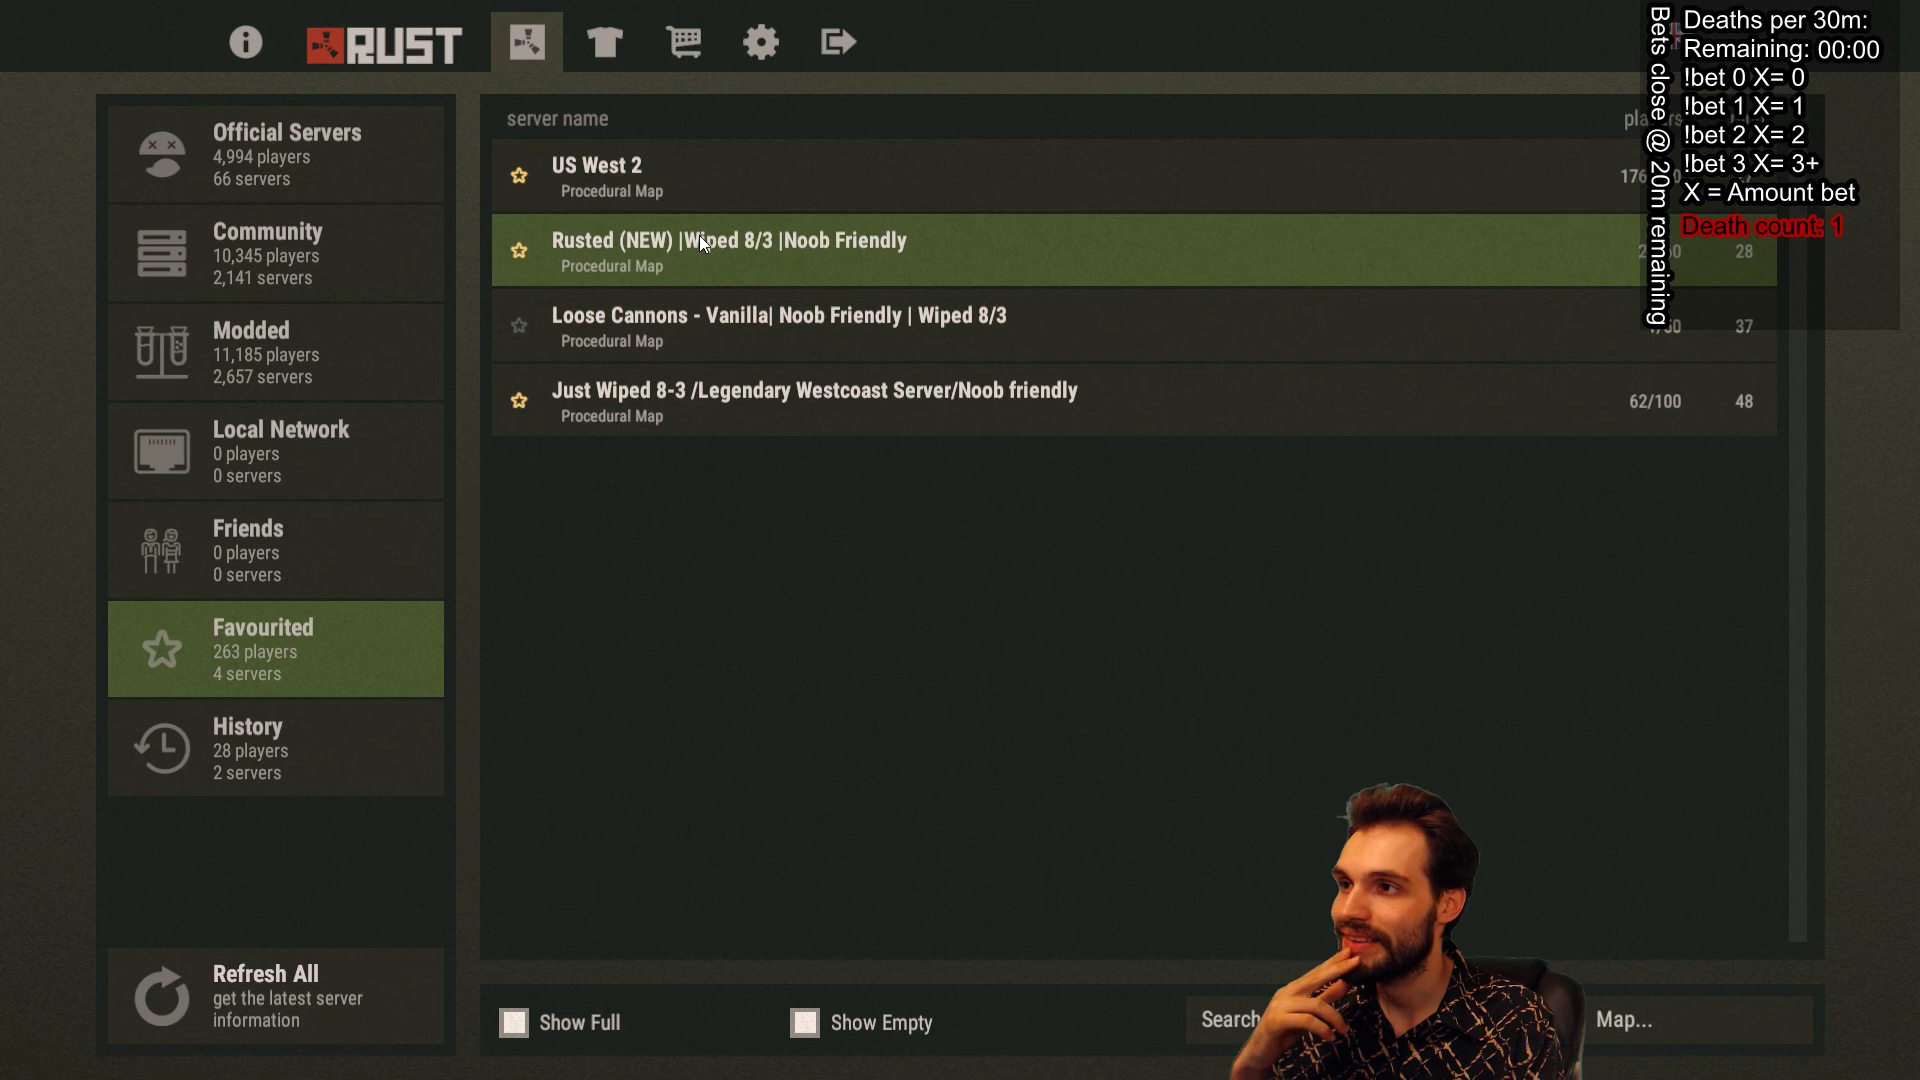 RUST
Official Servers
4,994 players
66 servers
Community
10,345 players
2,141 servers
Modded
11,185 players
2,657 servers
Local Network
0 players
0 servers
Friends
0 players
0 servers
Favourited
263 players
4 servers
History
28 players
2 servers
Refresh All
get the latest server
information
server name
US West 2
Procedural Map
Rusted (NEW) |Wiped 8/3 |Noob Friendly
Procedural Map
28
Loose Cannons - Vanilla| Noob Friendly | Wiped 8/3
Procedural Map
37
Just Wiped 8-3 /Legendary Westcoast Server/Noob friendly
Procedural Map
62/100 48
Show Full
Show Empty
Search
Map...
Bets close @ 20m remaining
Deaths per 30m:
Remaining: 00:00
!bet 0 X= 0
!bet 1 X= 1
!bet 2 X= 2
!bet 3 X= 3+
X = Amount bet
Death count: 1